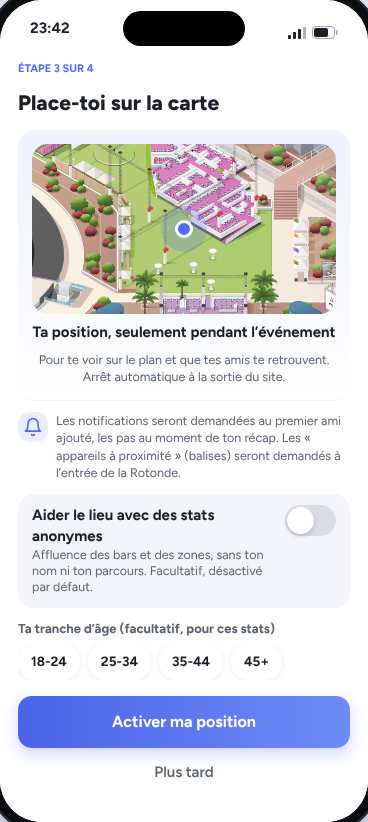 23:42
ÉTAPE 3 SUR 4
Place-toi sur la carte
Ta position, seulement pendant l’événement
Pour te voir sur le plan et que tes amis te retrouvent.
Arrêt automatique à la sortie du site.
Les notifications seront demandées au premier ami
ajouté, les pas au moment de ton récap. Les «
appareils à proximité » (balises) seront demandés à
l’entrée de la Rotonde.
Aider le lieu avec des stats
anonymes
Affluence des bars et des zones, sans ton
nom ni ton parcours. Facultatif, désactivé
par défaut.
Ta tranche d’âge (facultatif, pour ces stats)
18-24
25-34
35-44
45+
Activer ma position
Plus tard